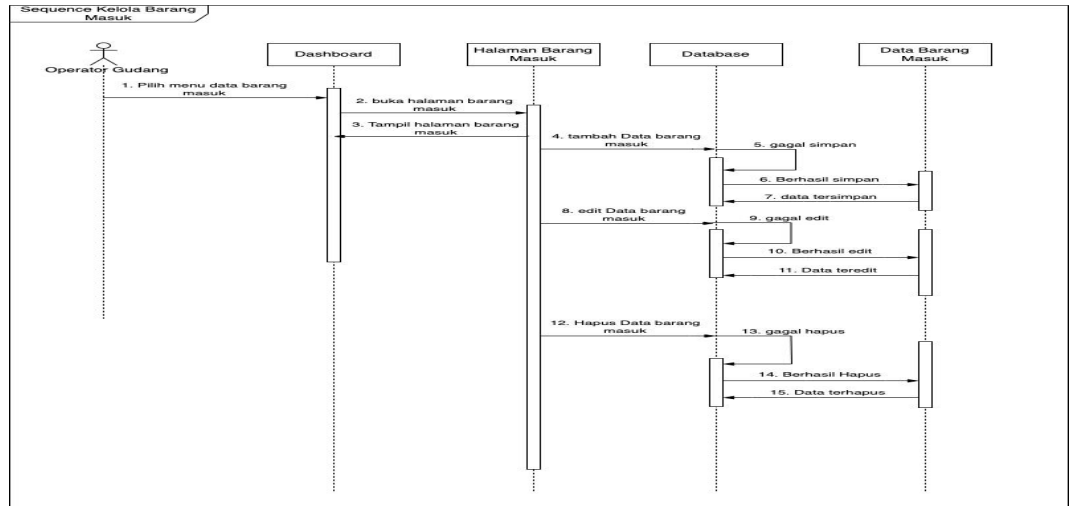 Sequence Kelola Barang
Masuk
Operator Gudang
Dashboard
Halaman Barang
Masuk
Database
Data Barang
Masuk
1. Pilih menu data barang
masuk
2. buka halaman barang
masuk
3. Tampil halaman barang
masuk
4. tambah Data barang
masuk
5. gagal simpan
6. Berhasil simpan
7. data tersimpan
8. edit Data barang
masuk
9. gagal edit
10. Berhasil edit
11. Data teredit
12. Hapus Data barang
masuk
13. gagal hapus
14. Berhasil Hapus
15. Data terhapus